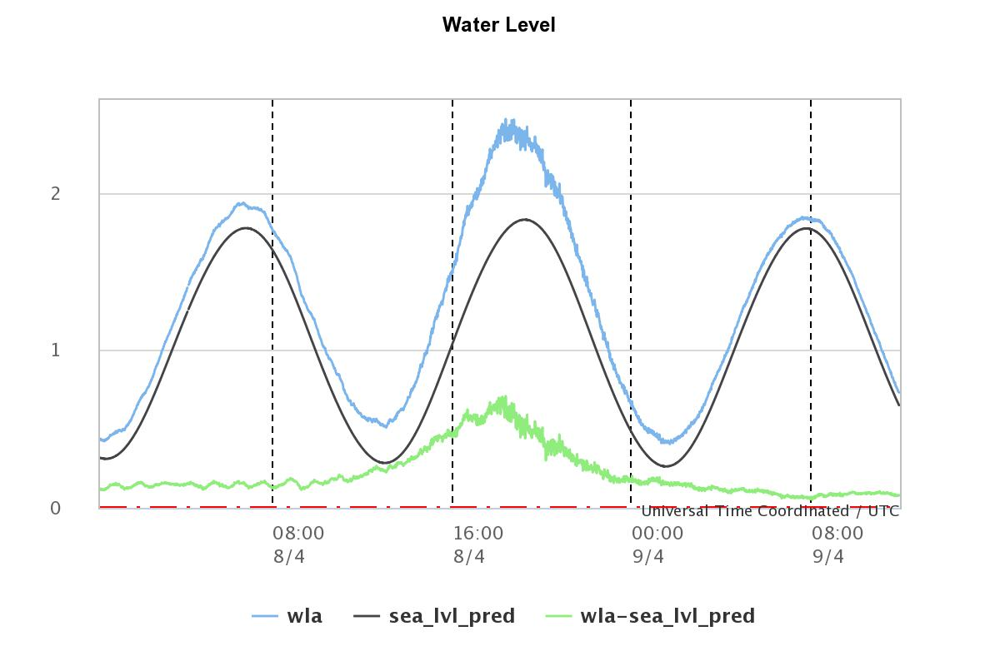 Water Level
2
1
0
Universal Time Coordinated / UTC
08:00 16:00 00:00 08:00
8/4 8/4 9/4 9/4
wla sea_lvl_pred wla-sea_lvl_pred